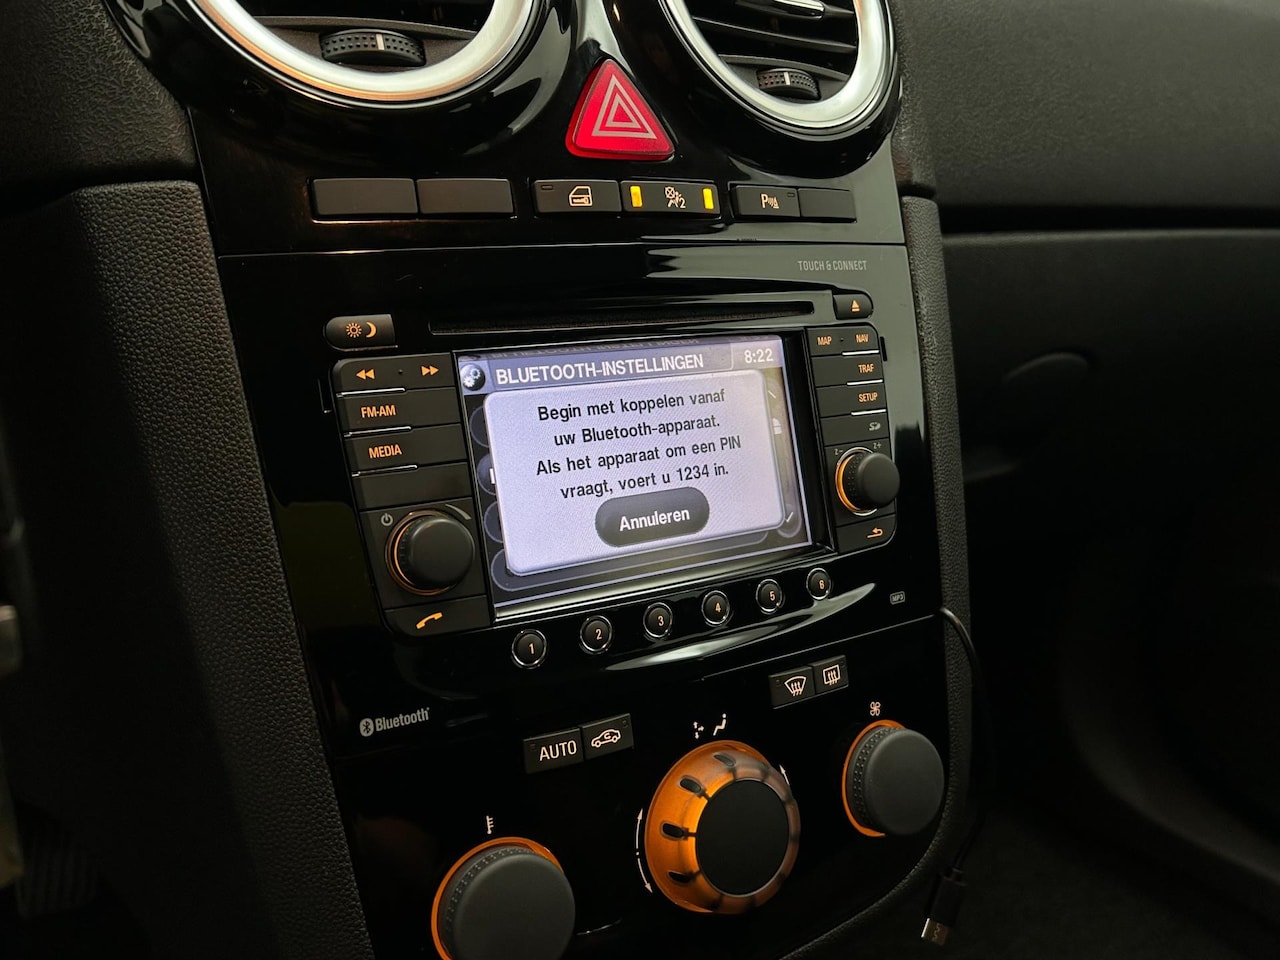 2
P
TOUCH & CONNECT
MAP NAV
BLUETOOTH-INSTELLINGEN 8:22
TRAF
FM-AM
SETUP
Begin met koppelen vanaf
uw Bluetooth-apparaat.
Als het apparaat om een PIN
vraagt, voert u 1234 in.
Annuleren
MEDIA
Z- Z+
1 2 3 4 5 6
MP3
Bluetooth
AUTO